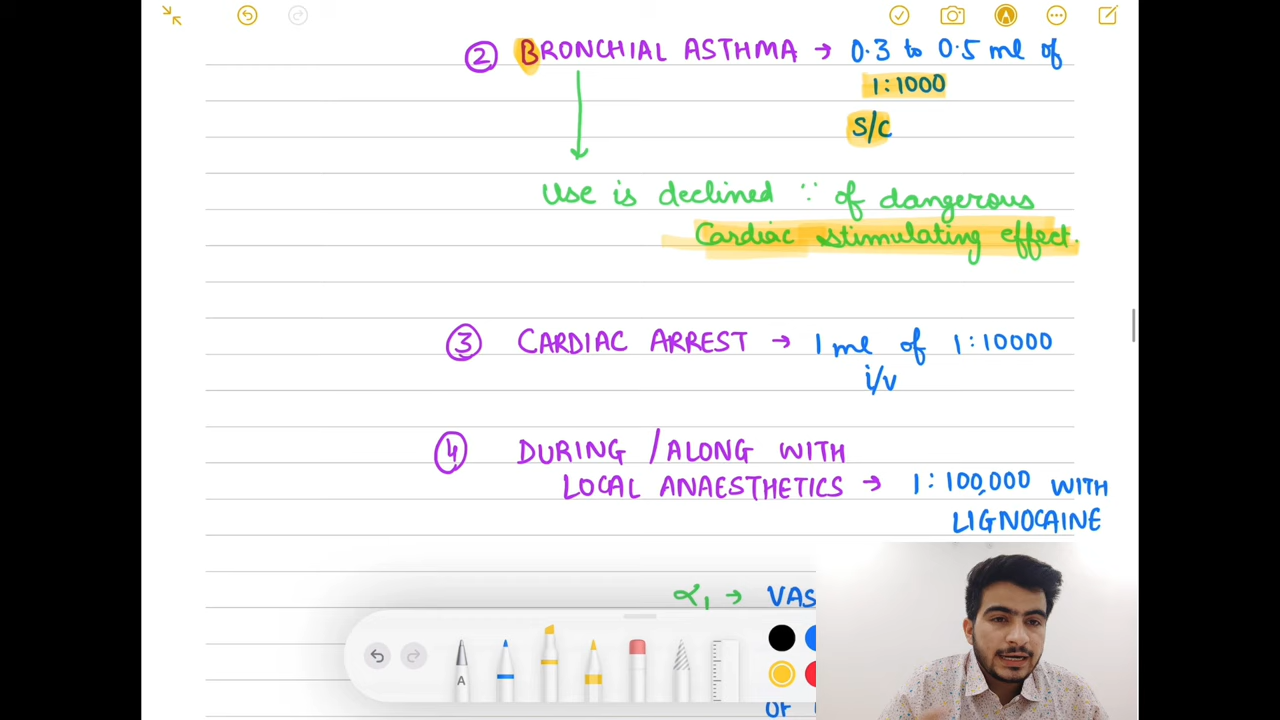 ② BRONCHIAL ASTHMA → 0.3 to 0.5 ml of
1:1000
S/C
Use is declined ∵ of dangerous
Cardiac stimulating effect.
③ CARDIAC ARREST → 1 ml of 1:10000
i/v
④ DURING /ALONG WITH
LOCAL ANAESTHETICS → 1:100,000 WITH
LIGNOCAINE
α₁ → VAS
A
OF